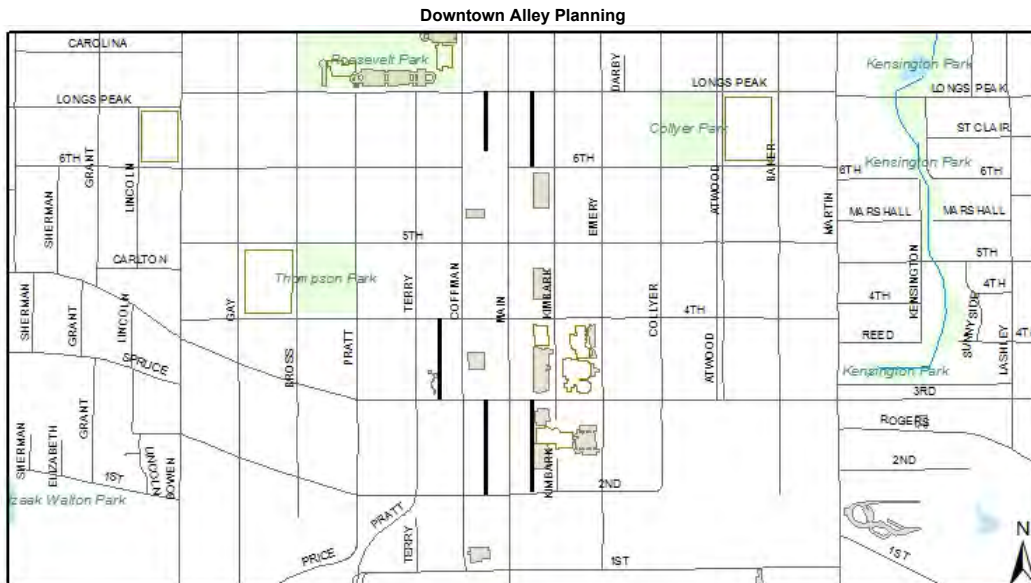 Downtown Alley Planning
CAROLINA
Roosevelt Park
DARBY
Kensington Park
LONGS PEAK
LONGS PEAK
LONGS PEAK
Collyer Park
ST CLAIR
6TH
GRANT
LINCOLN
6TH
ATWOOD
BAKER
6TH
Kensington Park
6TH
SHERMAN
EMERY
MARTIN
MARSHALL
MARSHALL
5TH
5TH
CARLTON
Thompson Park
TERRY
COFFMAN
KIMBARK
KENSINGTON
4TH
4TH
SHERMAN
GRANT
LINCOLN
GAY
MAIN
COLLYER
4TH
REED
SUNNYSIDE
LASHLEY
SPRUCE
BROSS
PRATT
ATWOOD
Kensington Park
3RD
GRANT
ROGERS
SHERMAN
ELIZABETH
1ST
LINCOLN
BOWEN
KIMBARK
2ND
2ND
zaak Walton Park
PRATT
TERRY
PRICE
1ST
1ST
N